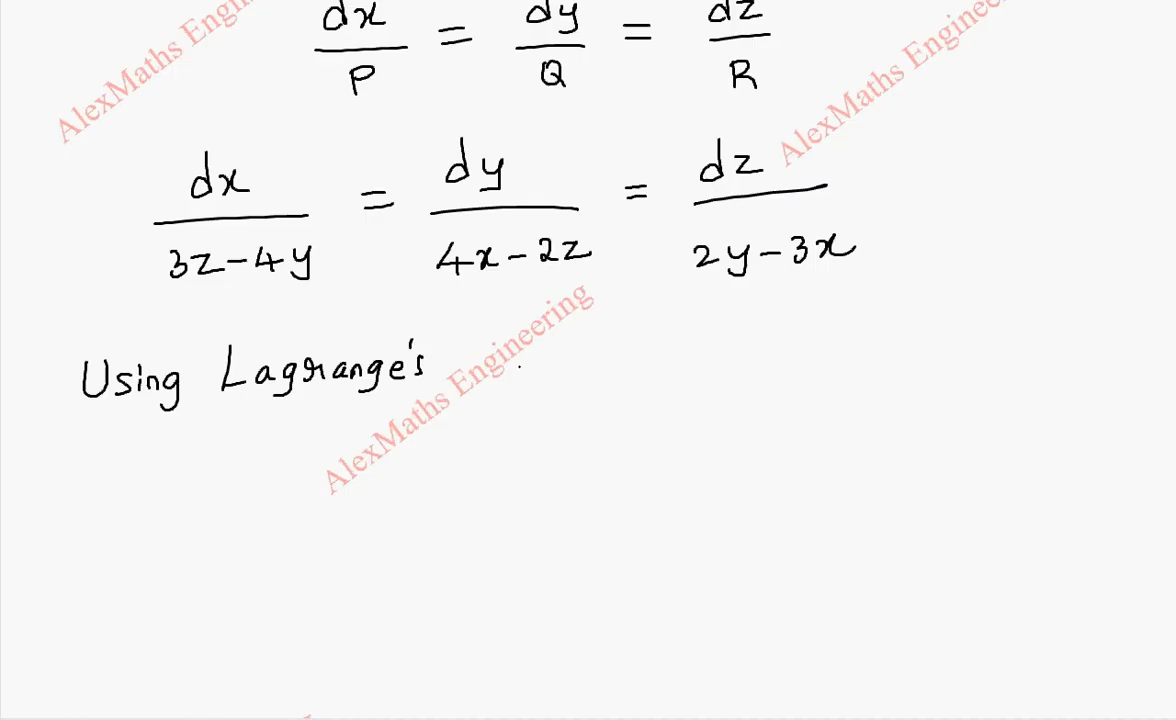 dx/P = dy/Q = dz/R
dx/(3z-4y) = dy/(4x-2z) = dz/(2y-3x)
Using Lagrange's
AlexMaths Engineering
AlexMaths Engineering
AlexMaths Engineering